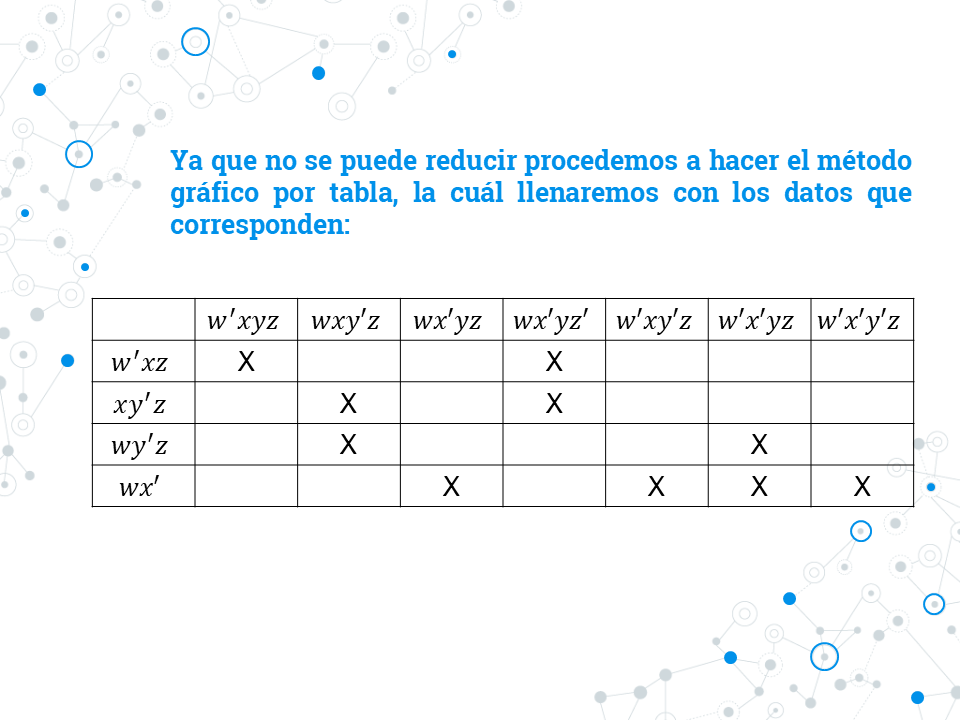 Ya que no se puede reducir procedemos a hacer el método
gráfico por tabla, la cuál llenaremos con los datos que
corresponden:
w′xyz wxy′z wx′yz wx′yz′ w′xy′z w′x′yz w′x′y′z
w′xz X X
xy′z X X
wy′z X X
wx′ X X X X